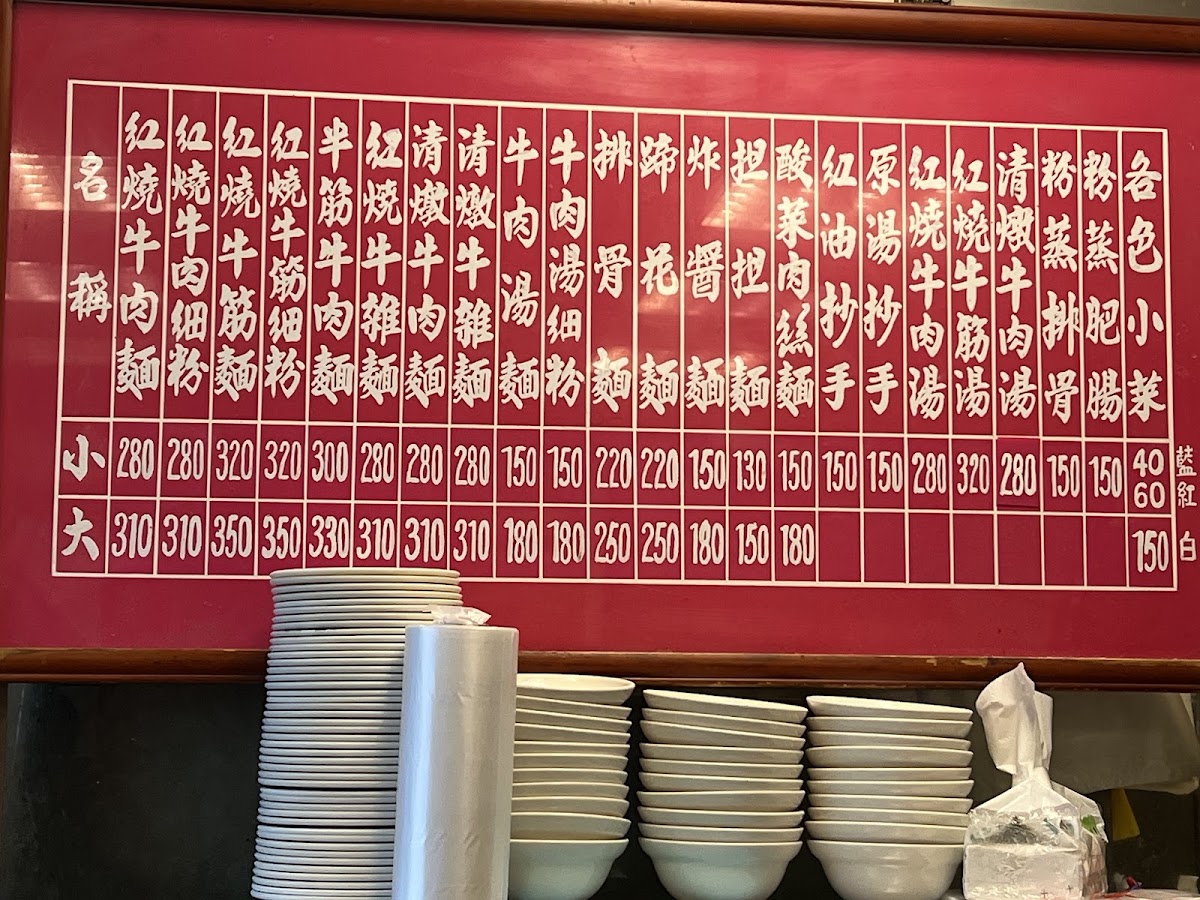 名稱 小 大
紅燒牛肉麵 280 310
紅燒牛肉細粉 280 310
紅燒牛筋麵 320 350
紅燒牛筋細粉 320 350
半筋牛肉麵 300 330
紅燒牛雜麵 280 310
清燉牛肉麵 280 310
清燉牛雜麵 280 310
牛肉湯麵 150 180
牛肉湯細粉 150 180
排骨麵 220 250
蹄花麵 220 250
炸醬麵 150 180
担担麵 130 150
酸菜肉絲麵 150 180
紅油抄手 150
原湯抄手 150
紅燒牛肉湯 280
紅燒牛筋湯 320
清燉牛肉湯 280
粉蒸排骨 150
粉蒸肥腸 150
各色小菜 40 60 150
藍紅白